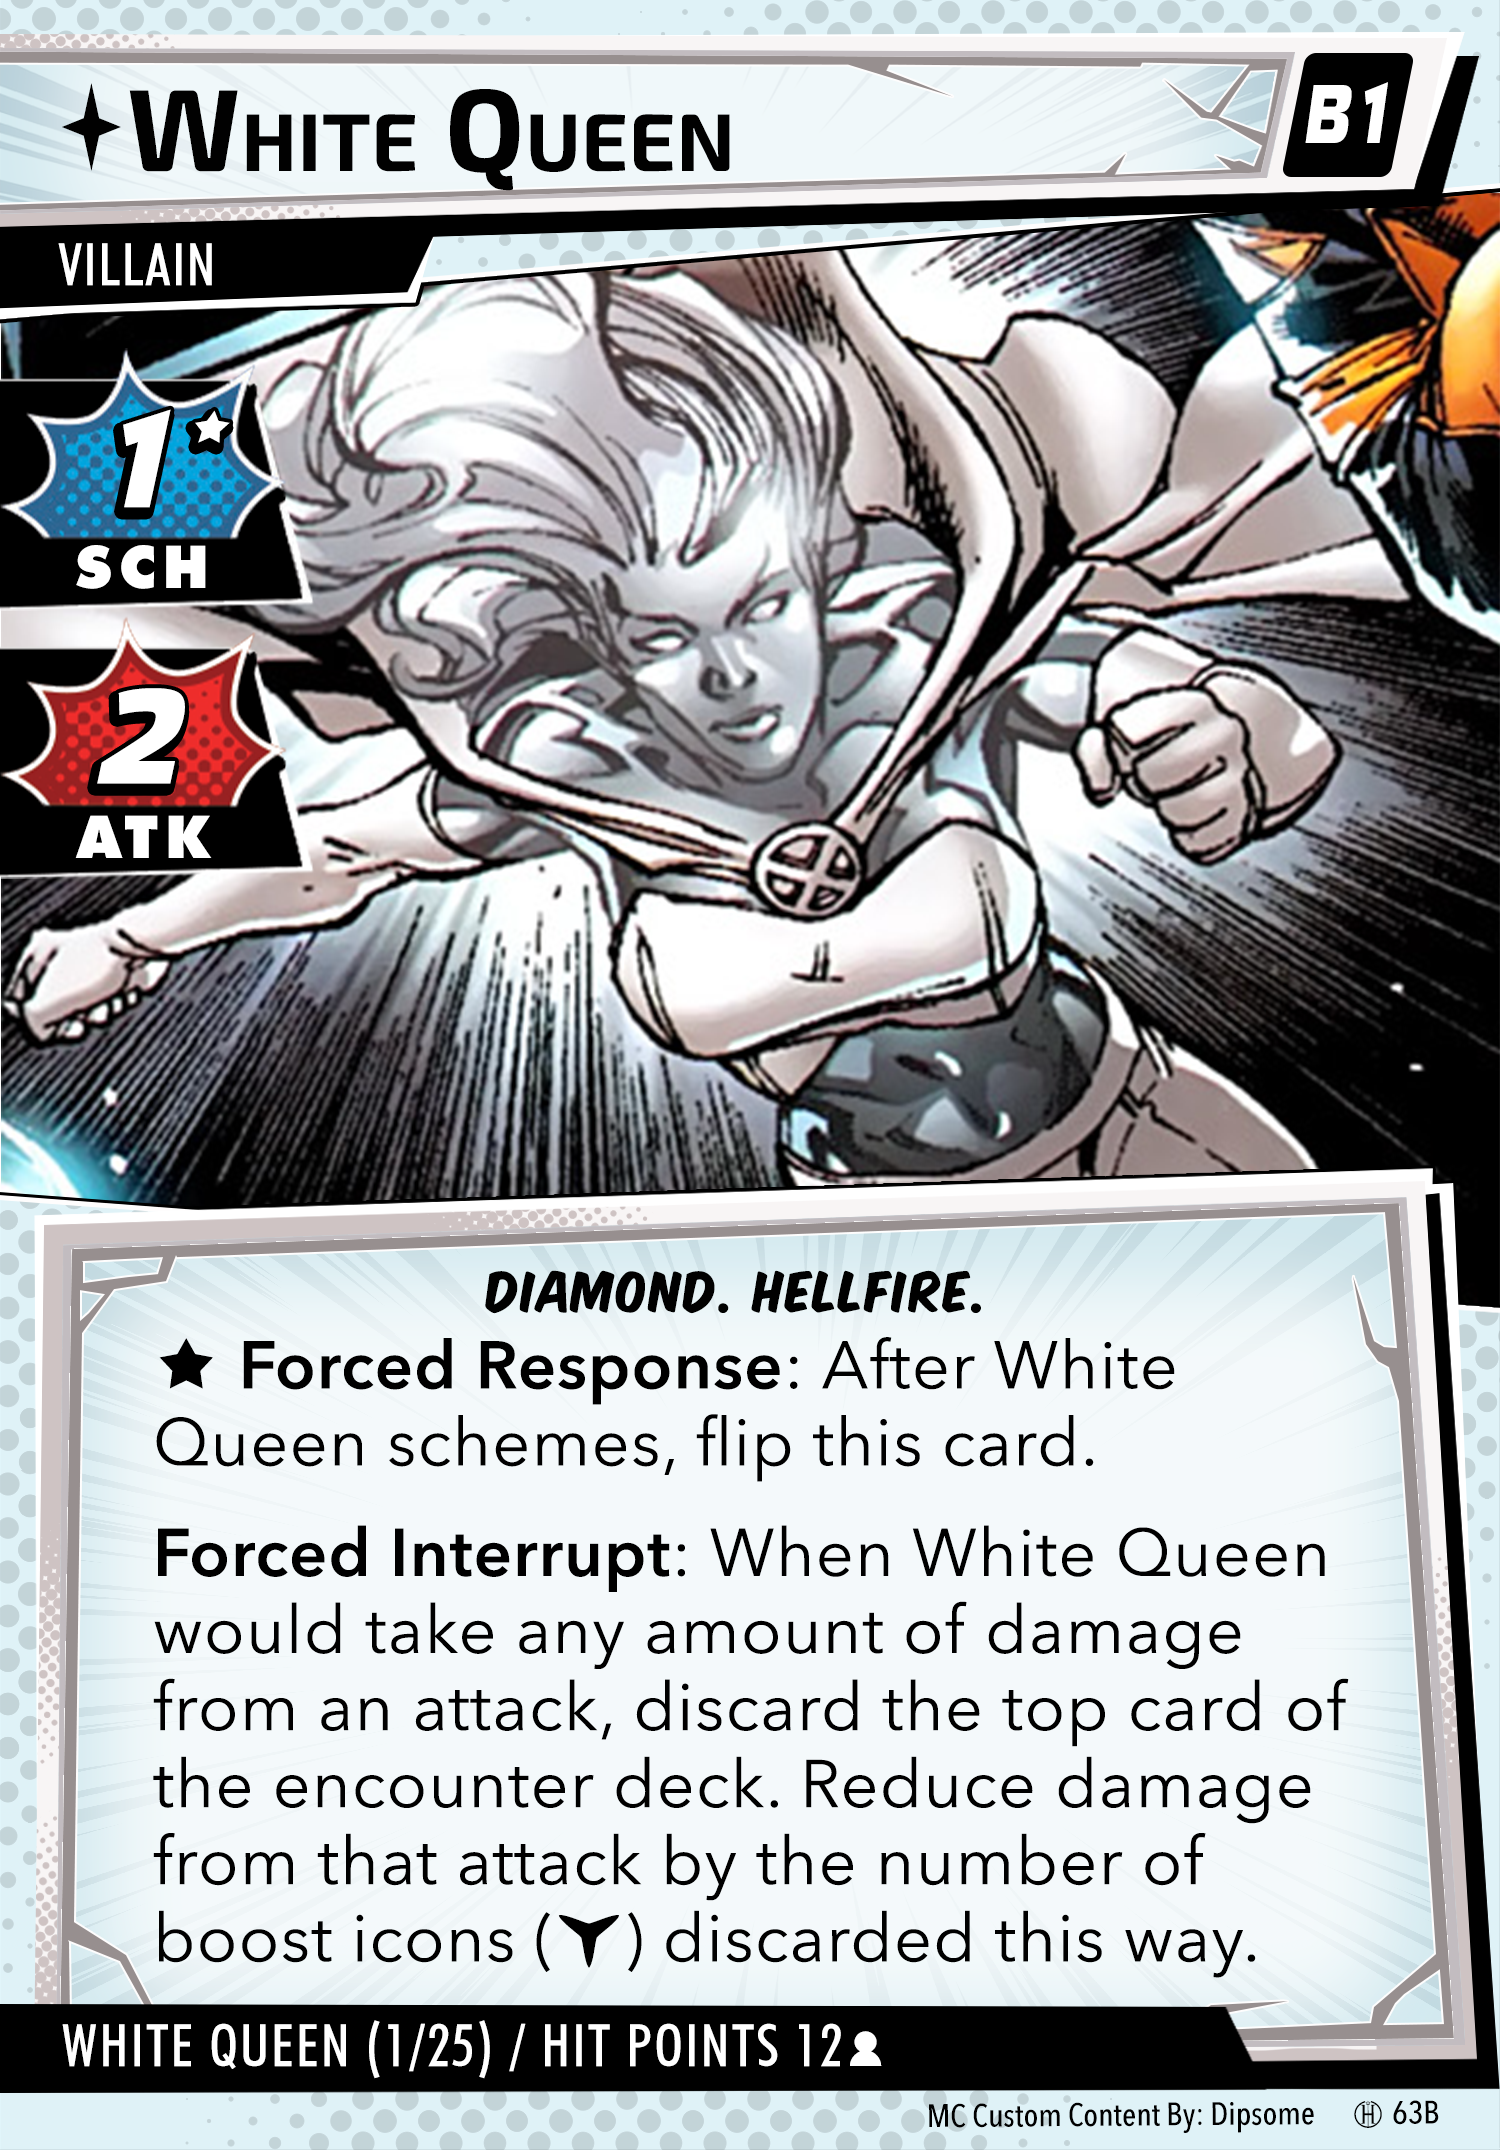 White Queen
B1
VILLAIN
1
SCH
2
ATK
DIAMOND. HELLFIRE.
★ Forced Response: After White
Queen schemes, flip this card.
Forced Interrupt: When White Queen
would take any amount of damage
from an attack, discard the top card of
the encounter deck. Reduce damage
from that attack by the number of
boost icons ( ) discarded this way.
WHITE QUEEN (1/25) / HIT POINTS 12
MC Custom Content By: Dipsome
63B